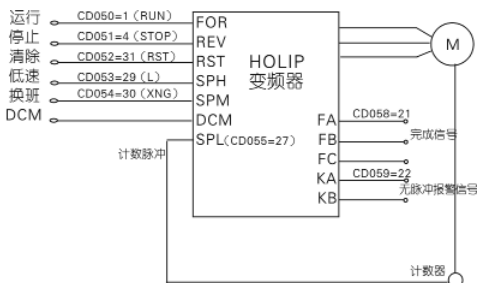 运行 CD050=1(RUN) FOR
停止 CD051=4(STOP) REV
清除 CD052=31(RST) RST
低速 CD053=29(L) SPH
换班 CD054=30(XNG) SPM
DCM DCM
计数脉冲 SPL(CD055=27)
HOLIP
变频器
M
FA CD058=21
FB 完成信号
FC
KA CD059=22
KB 无脉冲报警信号
计数器